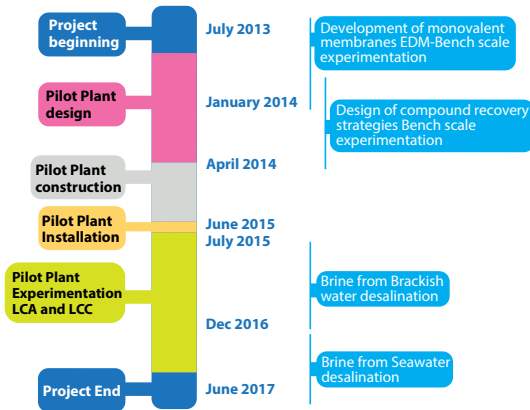 Project
beginning
July 2013
Development of monovalent
membranes EDM-Bench scale
experimentation
Pilot Plant
design
January 2014
Design of compound recovery
strategies Bench scale
experimentation
April 2014
Pilot Plant
construction
Pilot Plant
Installation
June 2015
July 2015
Pilot Plant
Experimentation
LCA and LCC
Brine from Brackish
water desalination
Dec 2016
Brine from Seawater
desalination
Project End
June 2017